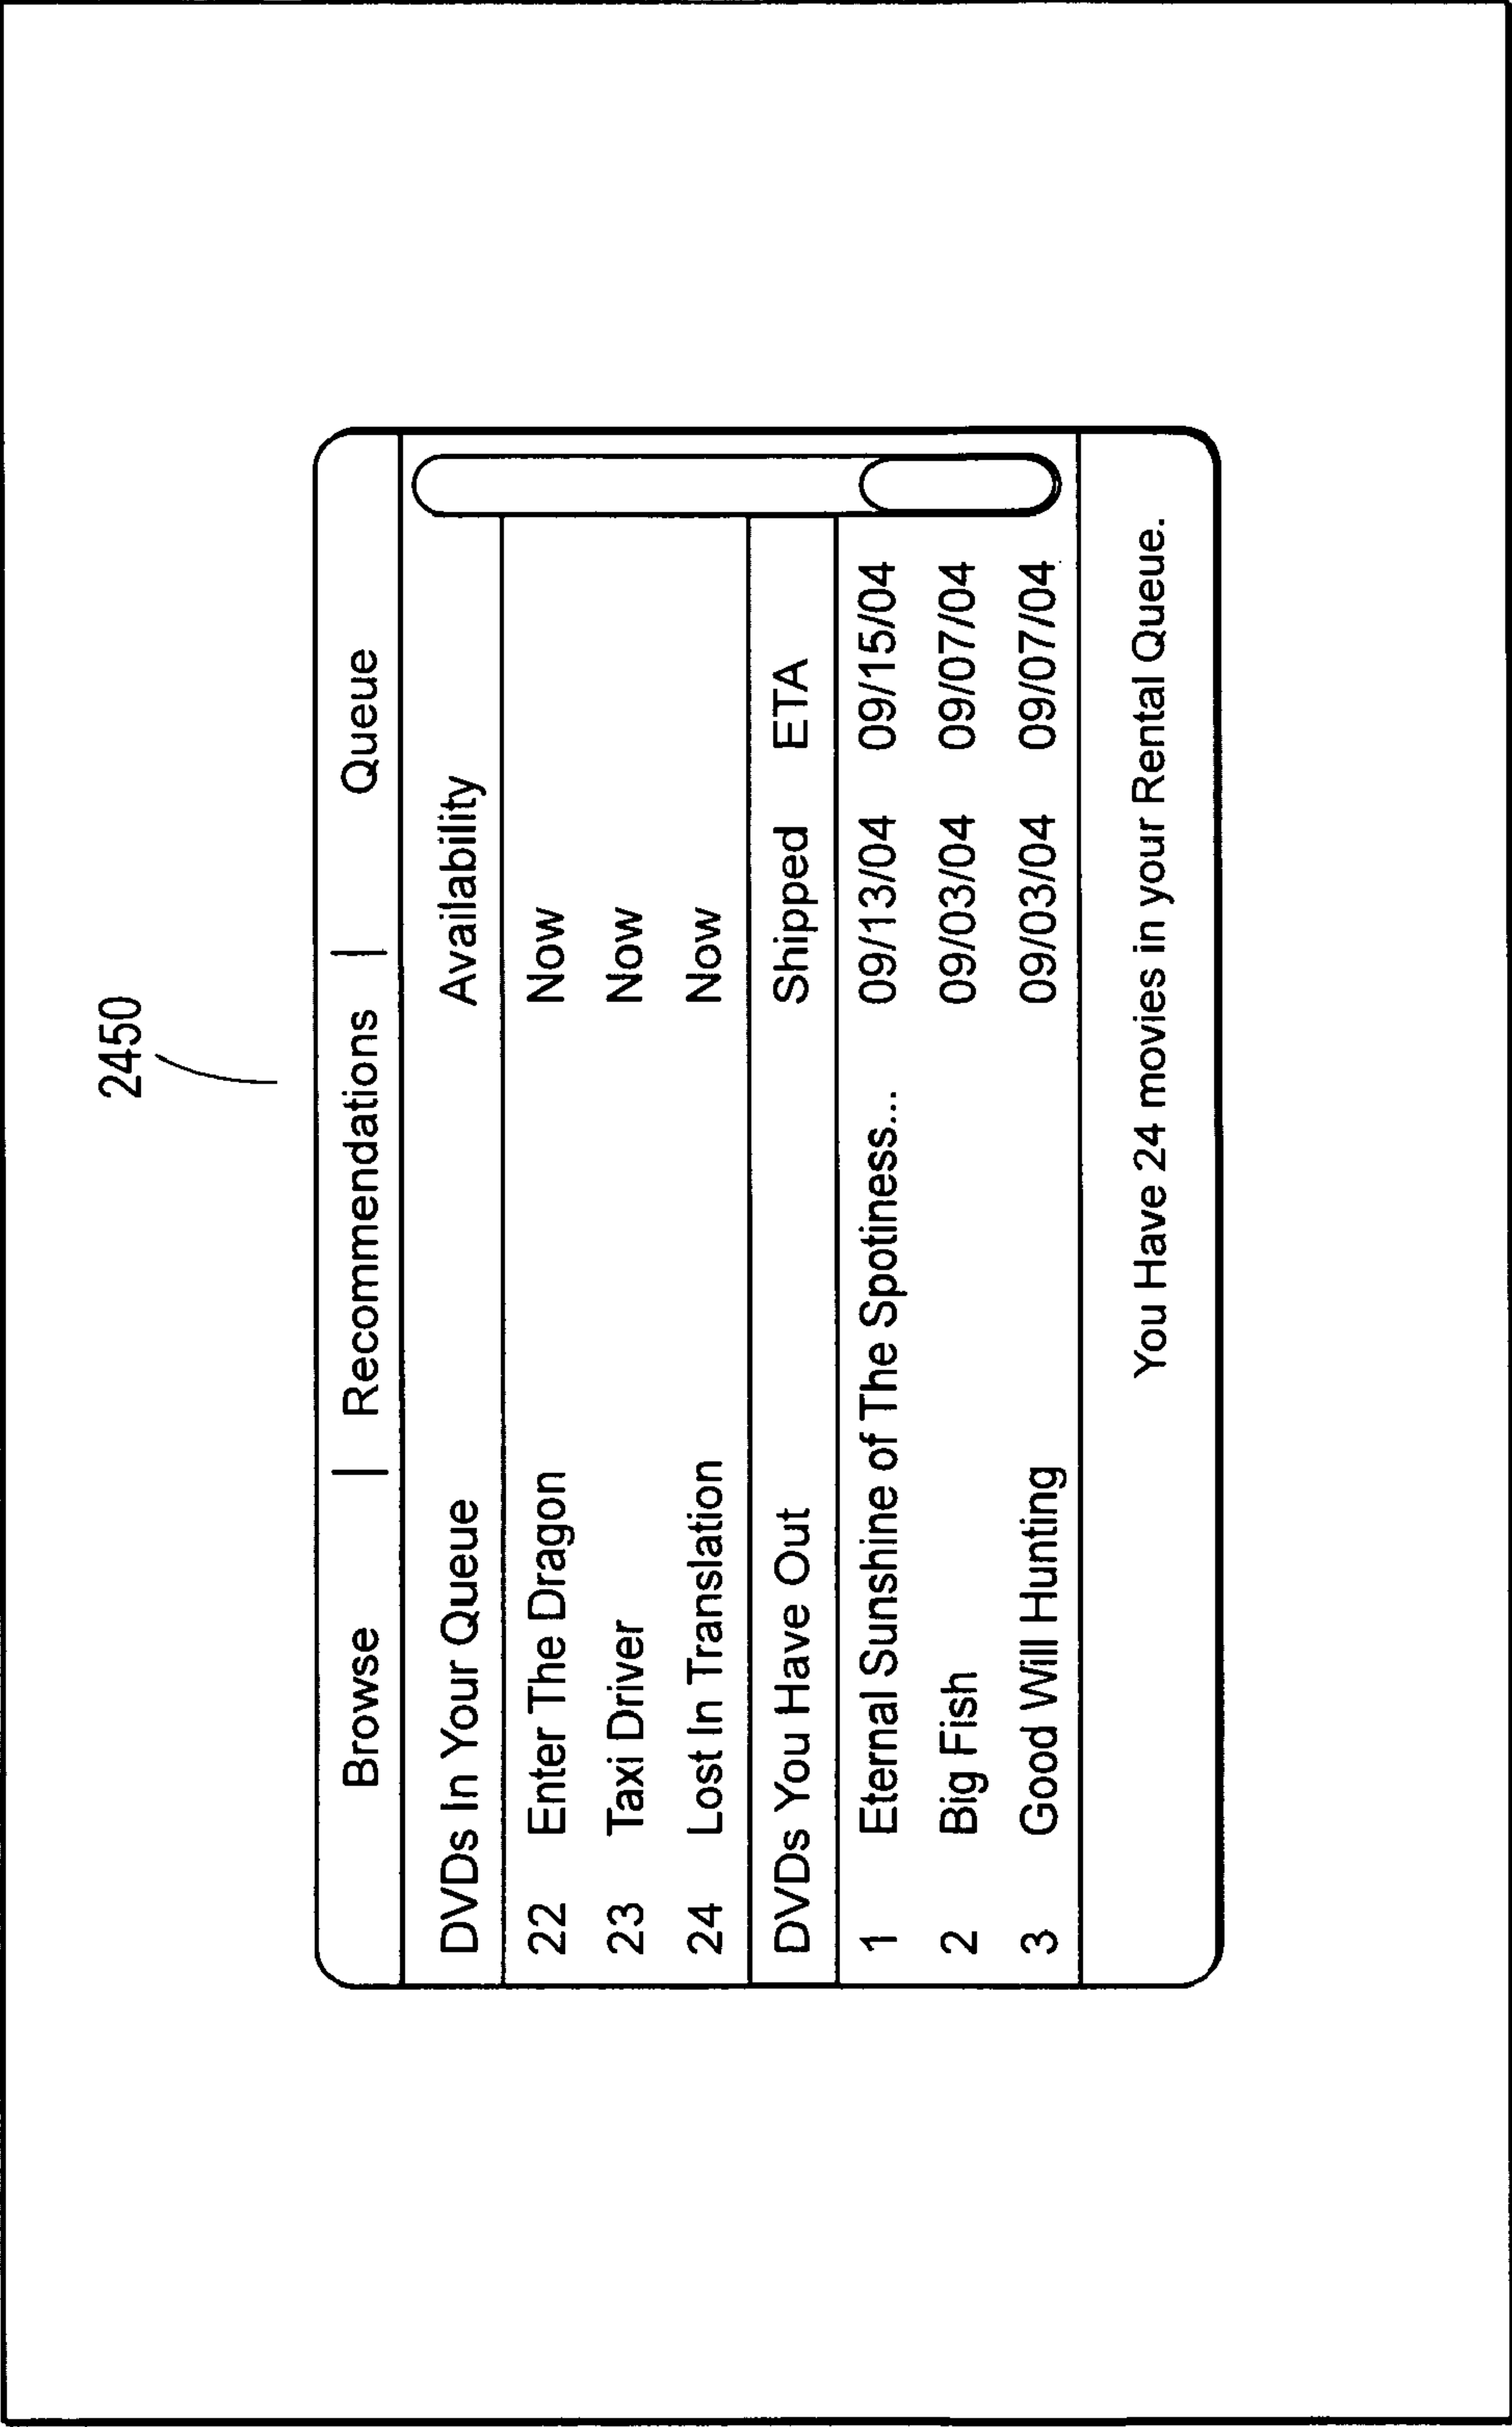 2450
Browse | Recommendations | Queue
DVDs In Your Queue Availability
22 Enter The Dragon Now
23 Taxi Driver Now
24 Lost In Translation Now
DVDs You Have Out Shipped ETA
1 Eternal Sunshine of The Spotiness... 09/13/04 09/15/04
2 Big Fish 09/03/04 09/07/04
3 Good Will Hunting 09/03/04 09/07/04
You Have 24 movies in your Rental Queue.